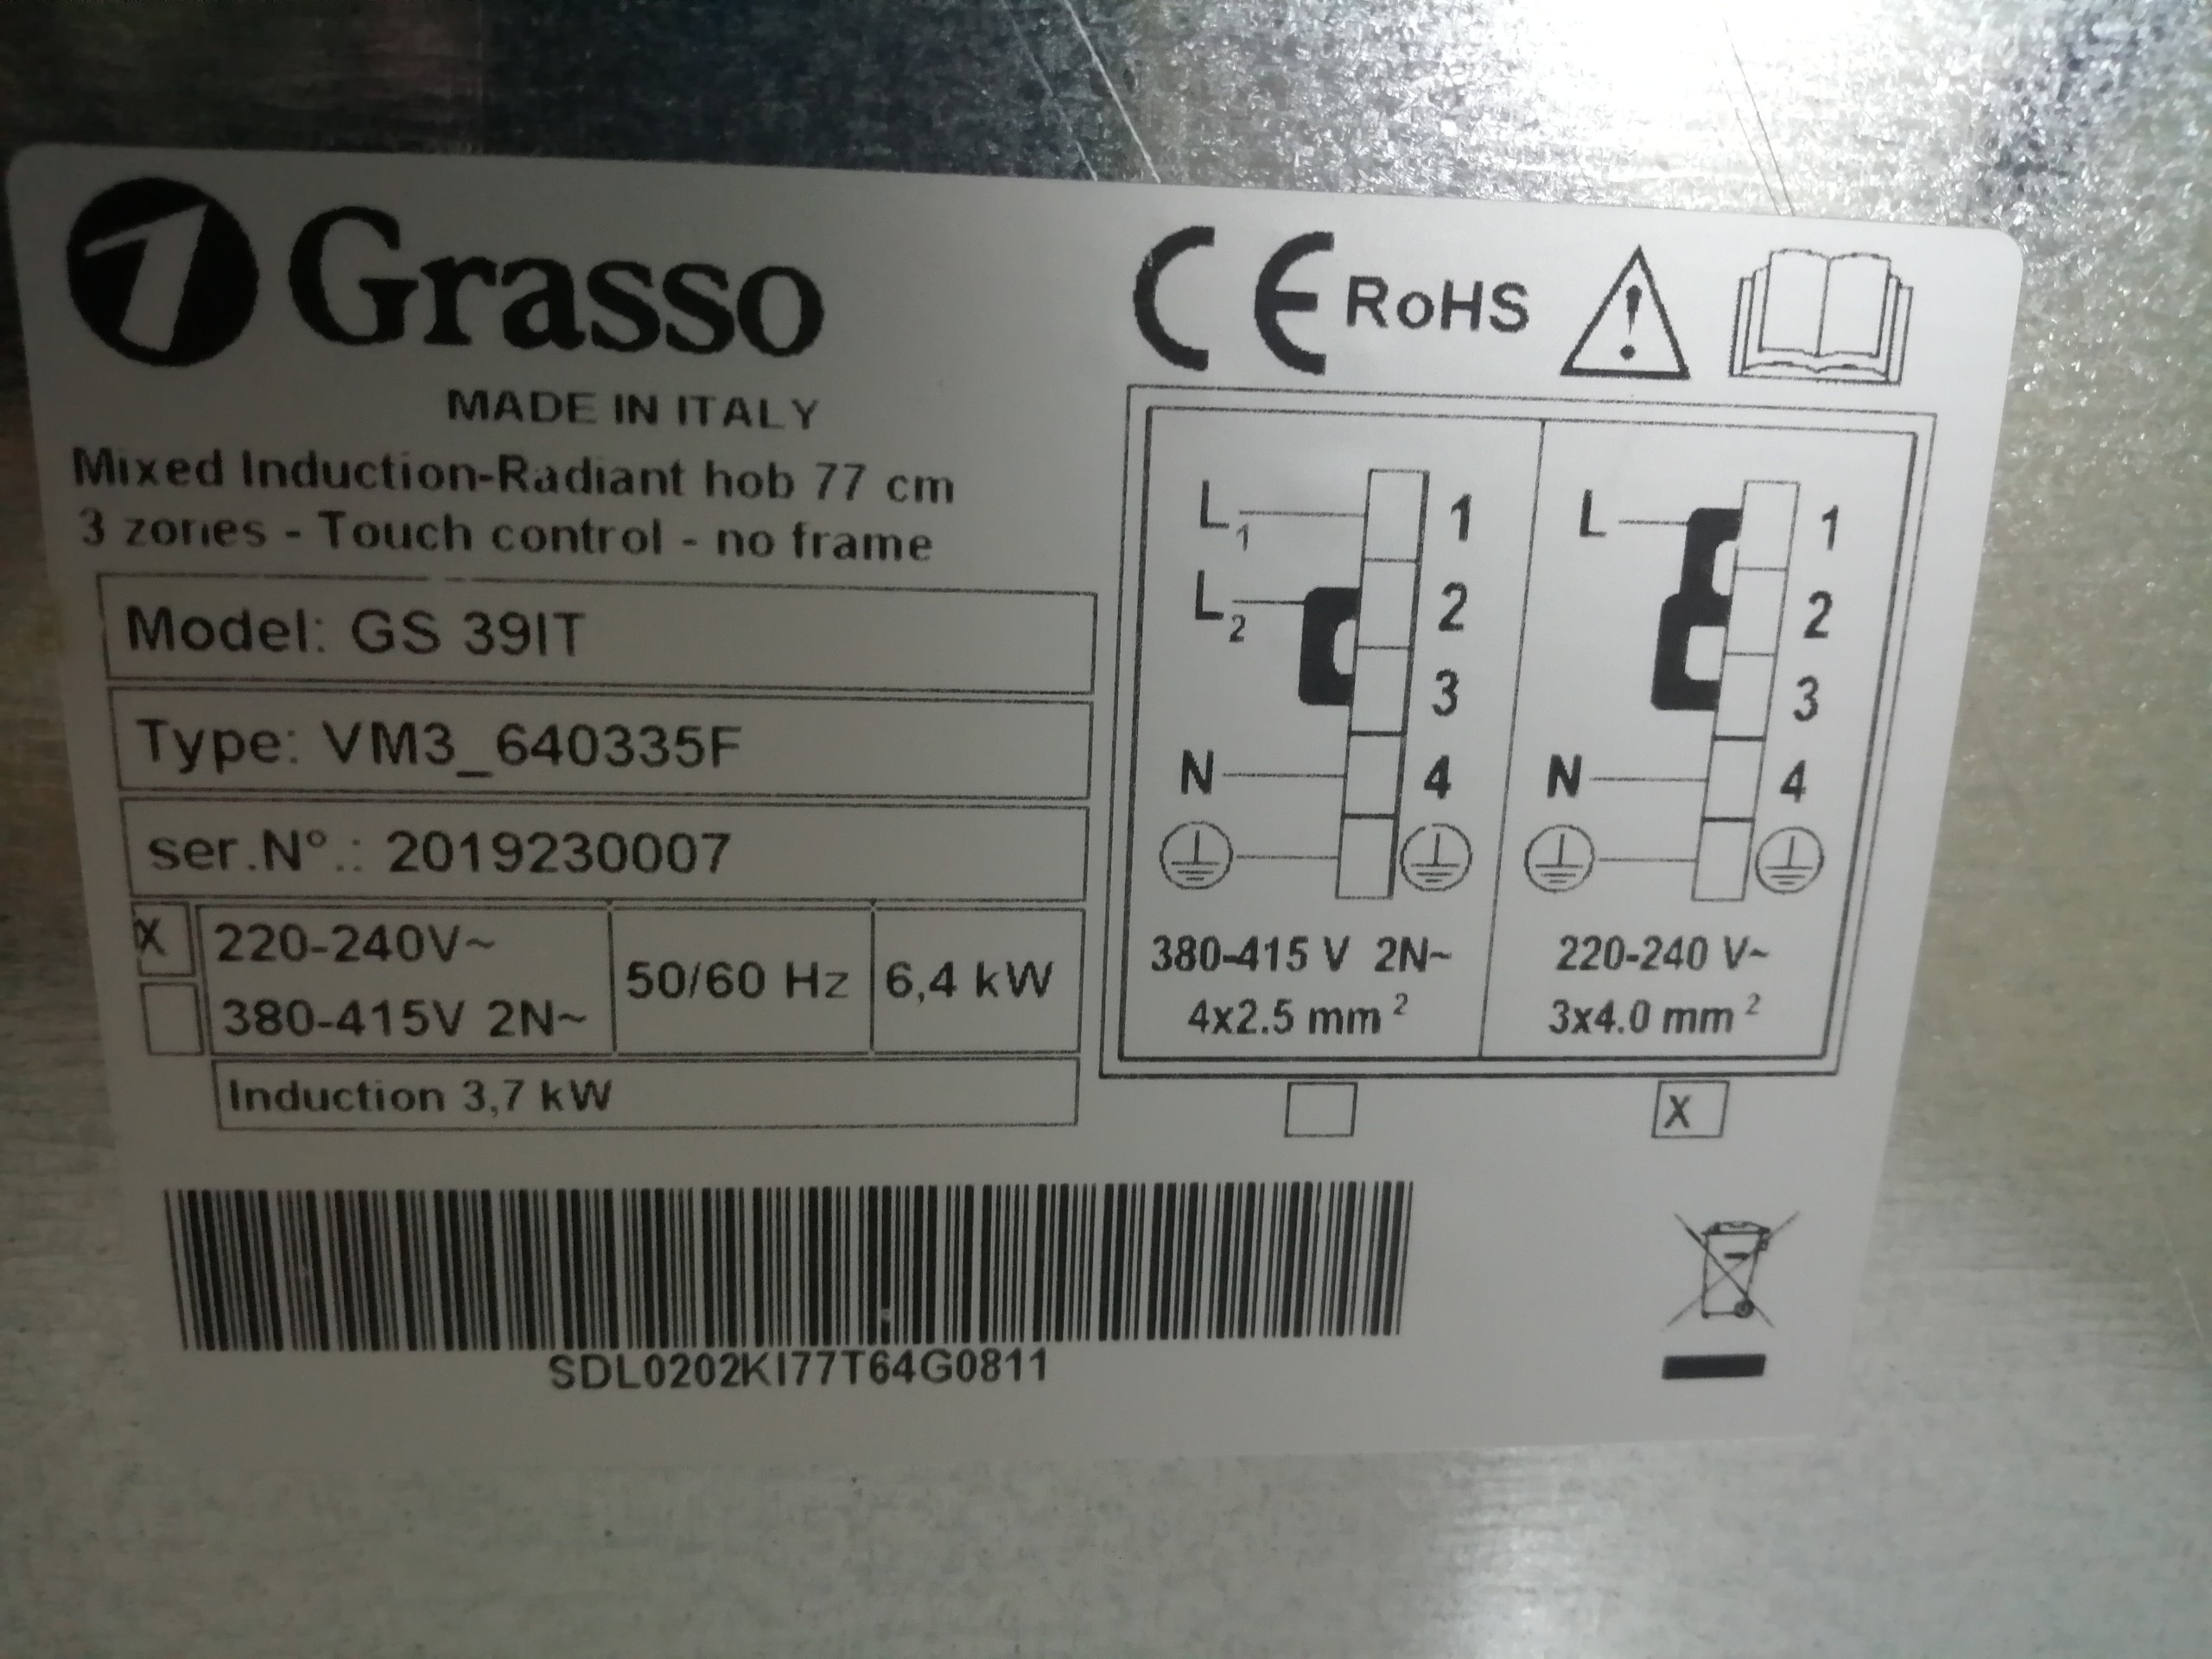 Grasso
MADE IN ITALY
Mixed Induction-Radiant hob 77 cm
3 zones - Touch control - no frame
Model: GS 39IT
Type: VM3_640335F
ser.N°.: 2019230007
X 220-240V~
380-415V 2N~
50/60 Hz
6,4 kW
Induction 3,7 kW
SDL0202KI77T64G0811
CE RoHS
L1 1
L2 2
3
N 4
380-415 V 2N~
4x2.5 mm²
L 1
2
3
N 4
220-240 V~
3x4.0 mm²
X